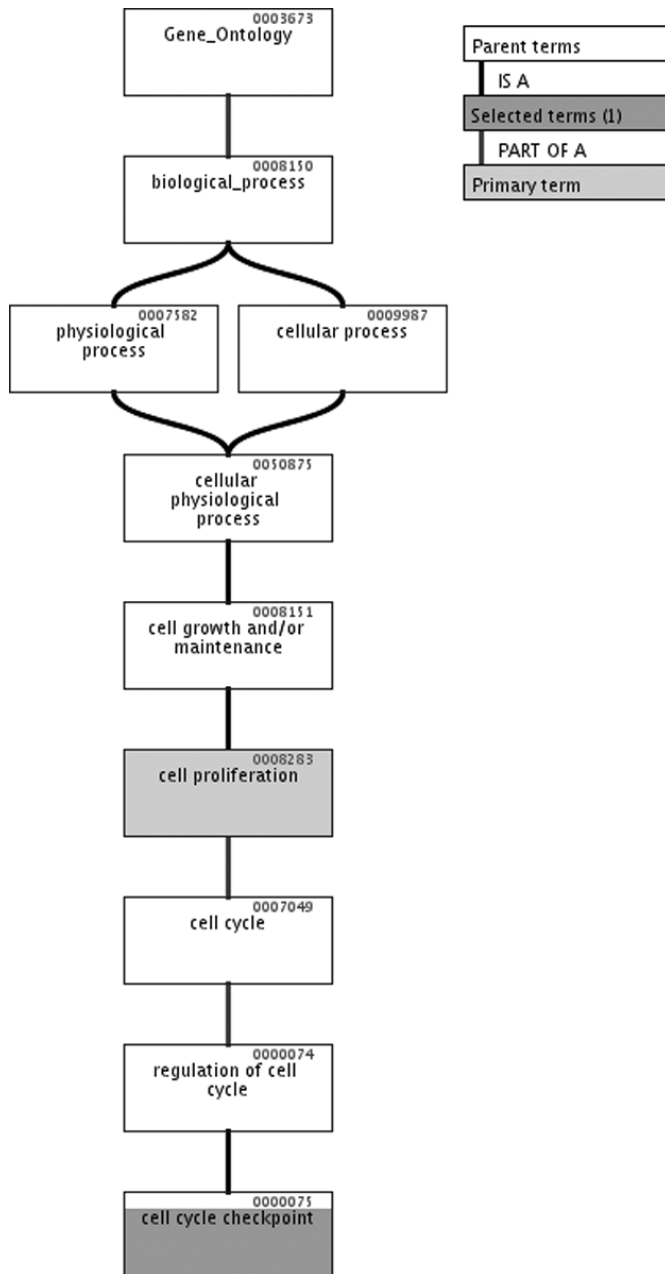 0003673
Gene_Ontology
Parent terms
IS A
Selected terms (1)
PART OF A
Primary term
0008150
biological_process
0007582
physiological
process
0009987
cellular process
0050875
cellular
physiological
process
0008151
cell growth and/or
maintenance
0008283
cell proliferation
0007049
cell cycle
0000074
regulation of cell
cycle
0000075
cell cycle checkpoint